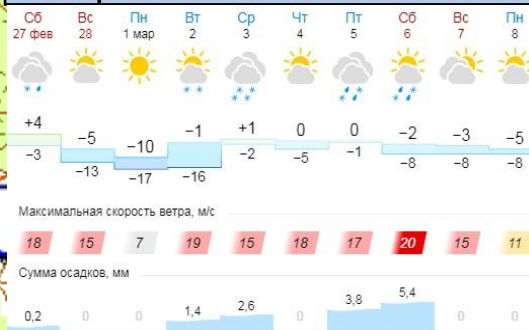 Сб Вс Пн Вт Ср Чт Пт Сб Вс Пн
27 фев 28 1 мар 2 3 4 5 6 7 8
+4 −5 −10 −1 +1 0 0 −2 −3 −5
−3 −13 −17 −16 −2 −5 −1 −8 −8 −8
Максимальная скорость ветра, м/с
18 15 7 19 15 18 17 20 15 11
Сумма осадков, мм
0,2 0 0 1,4 2,6 0 3,8 5,4 0 0